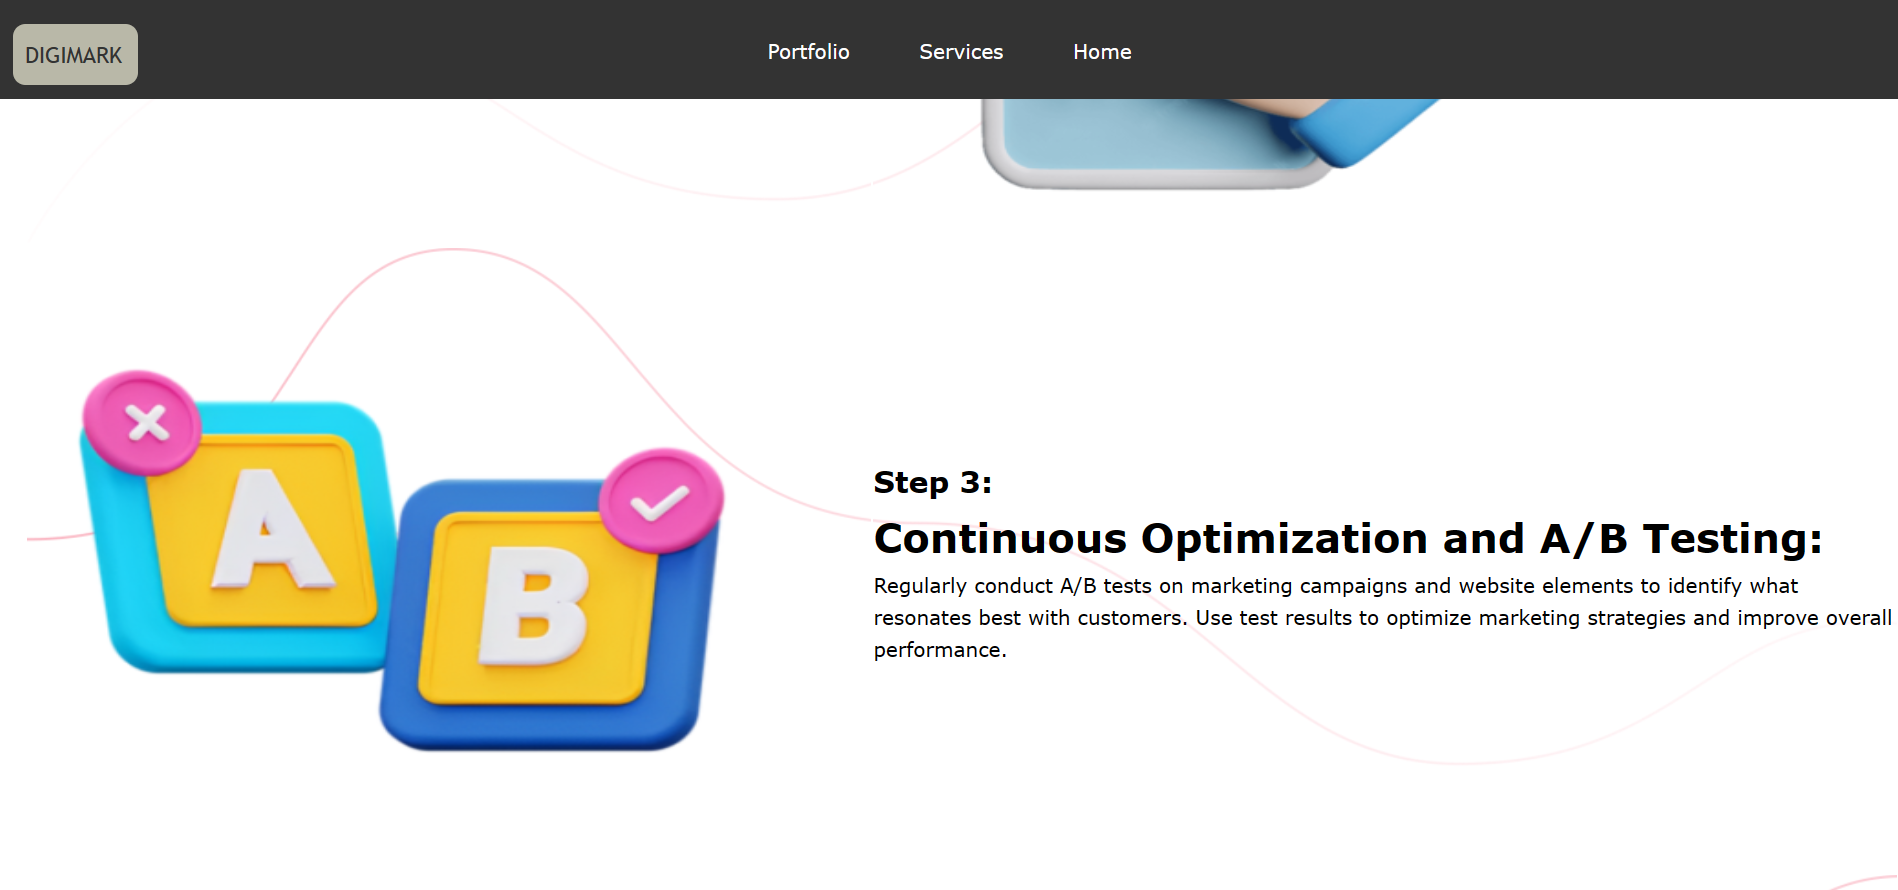 DIGIMARK
Portfolio Services Home
A
B
Step 3:
Continuous Optimization and A/B Testing:
Regularly conduct A/B tests on marketing campaigns and website elements to identify what
resonates best with customers. Use test results to optimize marketing strategies and improve overall
performance.